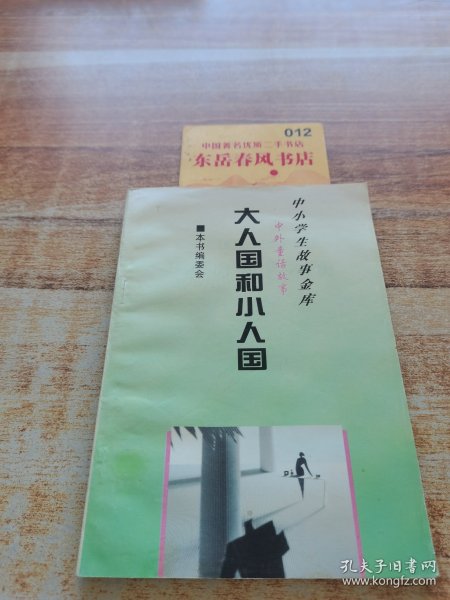 012
中国著名优质二手书店
东岳春风书店
中小学生故事金库
中外童话故事
大人国和小人国
■本书编委会
孔夫子旧书网
www.kongfz.com